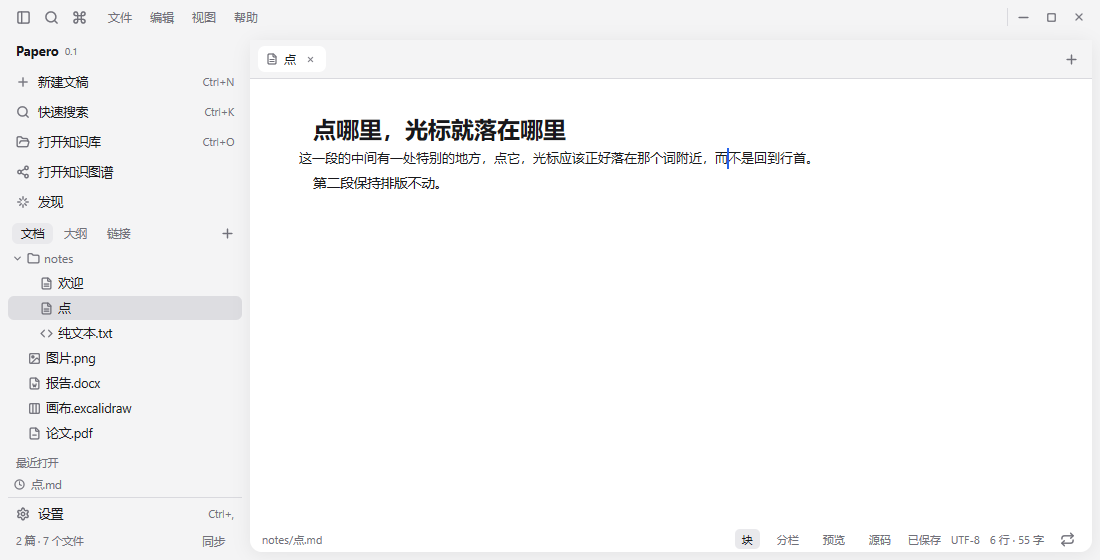 文件 编辑 视图 帮助
Papero 0.1
新建文稿 Ctrl+N
快速搜索 Ctrl+K
打开知识库 Ctrl+O
打开知识图谱
发现
文档 大纲 链接
notes
欢迎
点
纯文本.txt
图片.png
报告.docx
画布.excalidraw
论文.pdf
最近打开
点.md
设置 Ctrl+,
2 篇 · 7 个文件 同步
点
点哪里，光标就落在哪里
这一段的中间有一处特别的地方，点它，光标应该正好落在那个词附近，而不是回到行首。
第二段保持排版不动。
notes/点.md 块 分栏 预览 源码 已保存 UTF-8 6 行 · 55 字